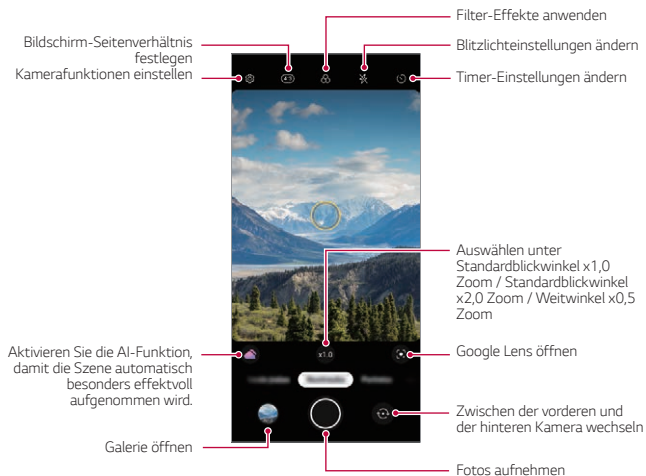 Filter-Effekte anwenden
Bildschirm-Seitenverhältnis
festlegen
Blitzlichteinstellungen ändern
Kamerafunktionen einstellen
Timer-Einstellungen ändern
Auswählen unter
Standardblickwinkel x1,0
Zoom / Standardblickwinkel
x2,0 Zoom / Weitwinkel x0,5
Zoom
x1.0
Aktivieren Sie die AI-Funktion,
damit die Szene automatisch
besonders effektvoll
aufgenommen wird.
Google Lens öffnen
Zwischen der vorderen und
der hinteren Kamera wechseln
Galerie öffnen
Fotos aufnehmen